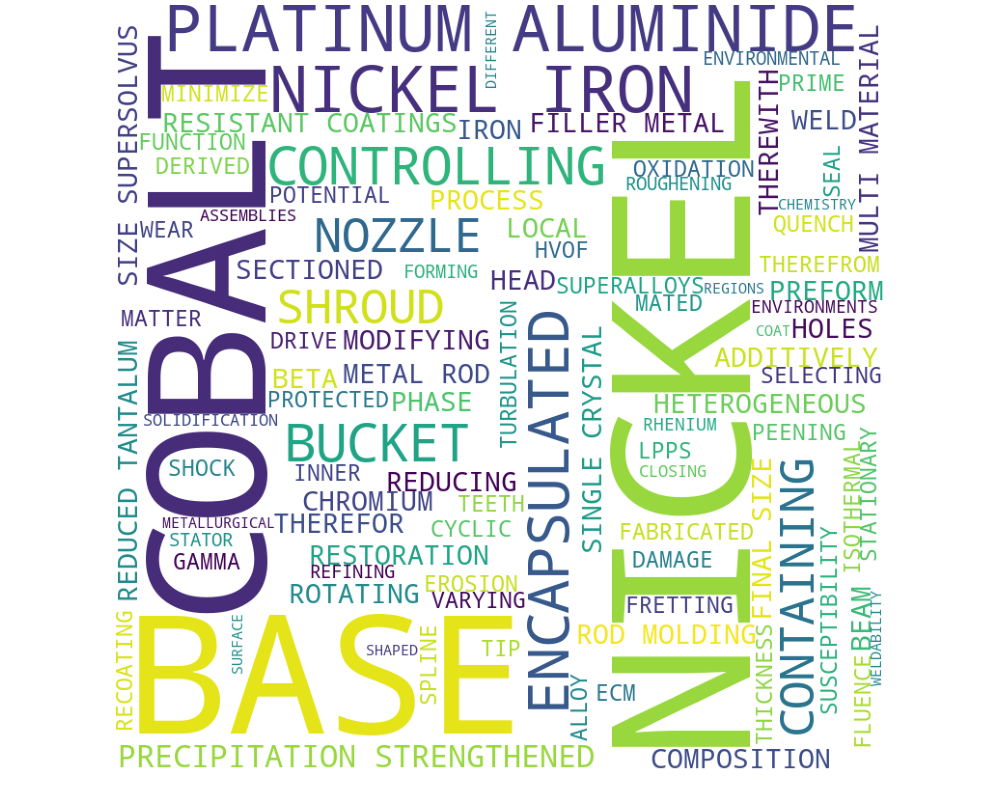 PLATINUM ALUMINIDE
DIFFERENT
ENVIRONMENTAL
NICKEL IRON
MINIMIZE
PRIME
RESISTANT COATINGS
IRON
FILLER METAL
WELD
FUNCTION
DERIVED
CONTROLLING
OXIDATION
ROUGHENING
THEREWITH
SEAL
MULTI MATERIAL
SIZE SUPERSOLVUS
COBALT
NICKEL
POTENTIAL
PROCESS
CHEMISTRY
ASSEMBLIES
WEAR
NOZZLE
LOCAL
QUENCH
HVOF
SECTIONED
FORMING
HEAD
SUPERALLOYS
REGIONS
THEREFROM
PREFORM
MATED
ENVIRONMENTS
SHROUD
MATTER
COAT
HOLES
DRIVE
MODIFYING
TURBULATION
ENCAPSULATED
SINGLE CRYSTAL
ADDITIVELY
BETA
METAL ROD
SELECTING
PROTECTED
PHASE
HETEROGENEOUS
SOLIDIFICATION
REDUCED TANTALUM
BUCKET
RHENIUM
PEENING
LPPS
SHOCK
INNER
REDUCING
CLOSING
CHROMIUM
TEETH
FINAL SIZE
CONTAINING
ISOTHERMAL
STATIONARY
METALLURGICAL
THEREFOR
CYCLIC
STATOR
FABRICATED
GAMMA
RESTORATION
DAMAGE
REFINING
EROSION
ROTATING
VARYING
FRETTING
SUSCEPTIBILITY
BEAM
WELDABILITY
RECOATING
BASE
SURFACE
SHAPED
SPLINE
TIP
ROD MOLDING
THICKNESS
FLUENCE
ALLOY
ECM
PRECIPITATION STRENGTHENED
COMPOSITION